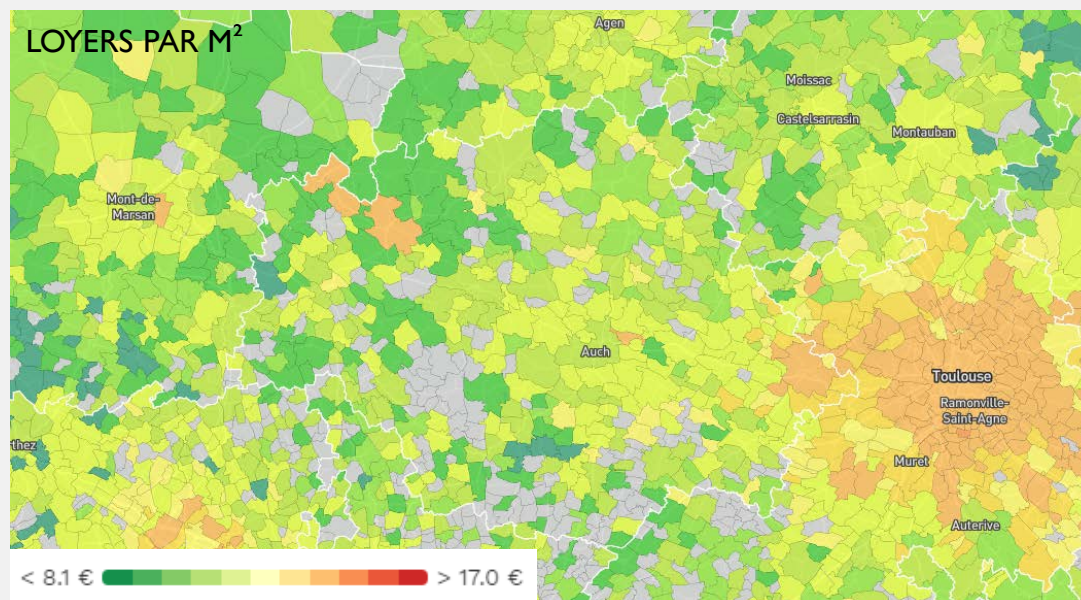 LOYERS PAR M²
Agen
Moissac
Castelsarrasin
Montauban
Mont-de-
Marsan
Auch
Toulouse
Ramonville-
Saint-Agne
thez
Muret
Auterive
< 8.1 € > 17.0 €